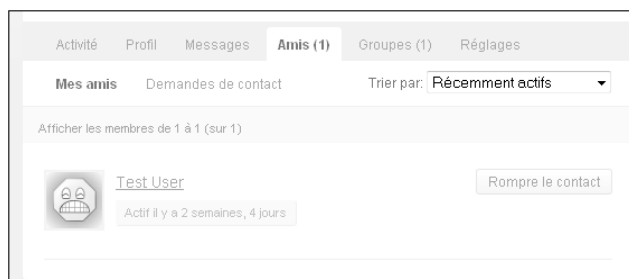 Activité Profil Messages Amis (1) Groupes (1) Réglages
Mes amis Demandes de contact Trier par: Récemment actifs
Afficher les membres de 1 à 1 (sur 1)
Test User Rompre le contact
Actif il y a 2 semaines, 4 jours